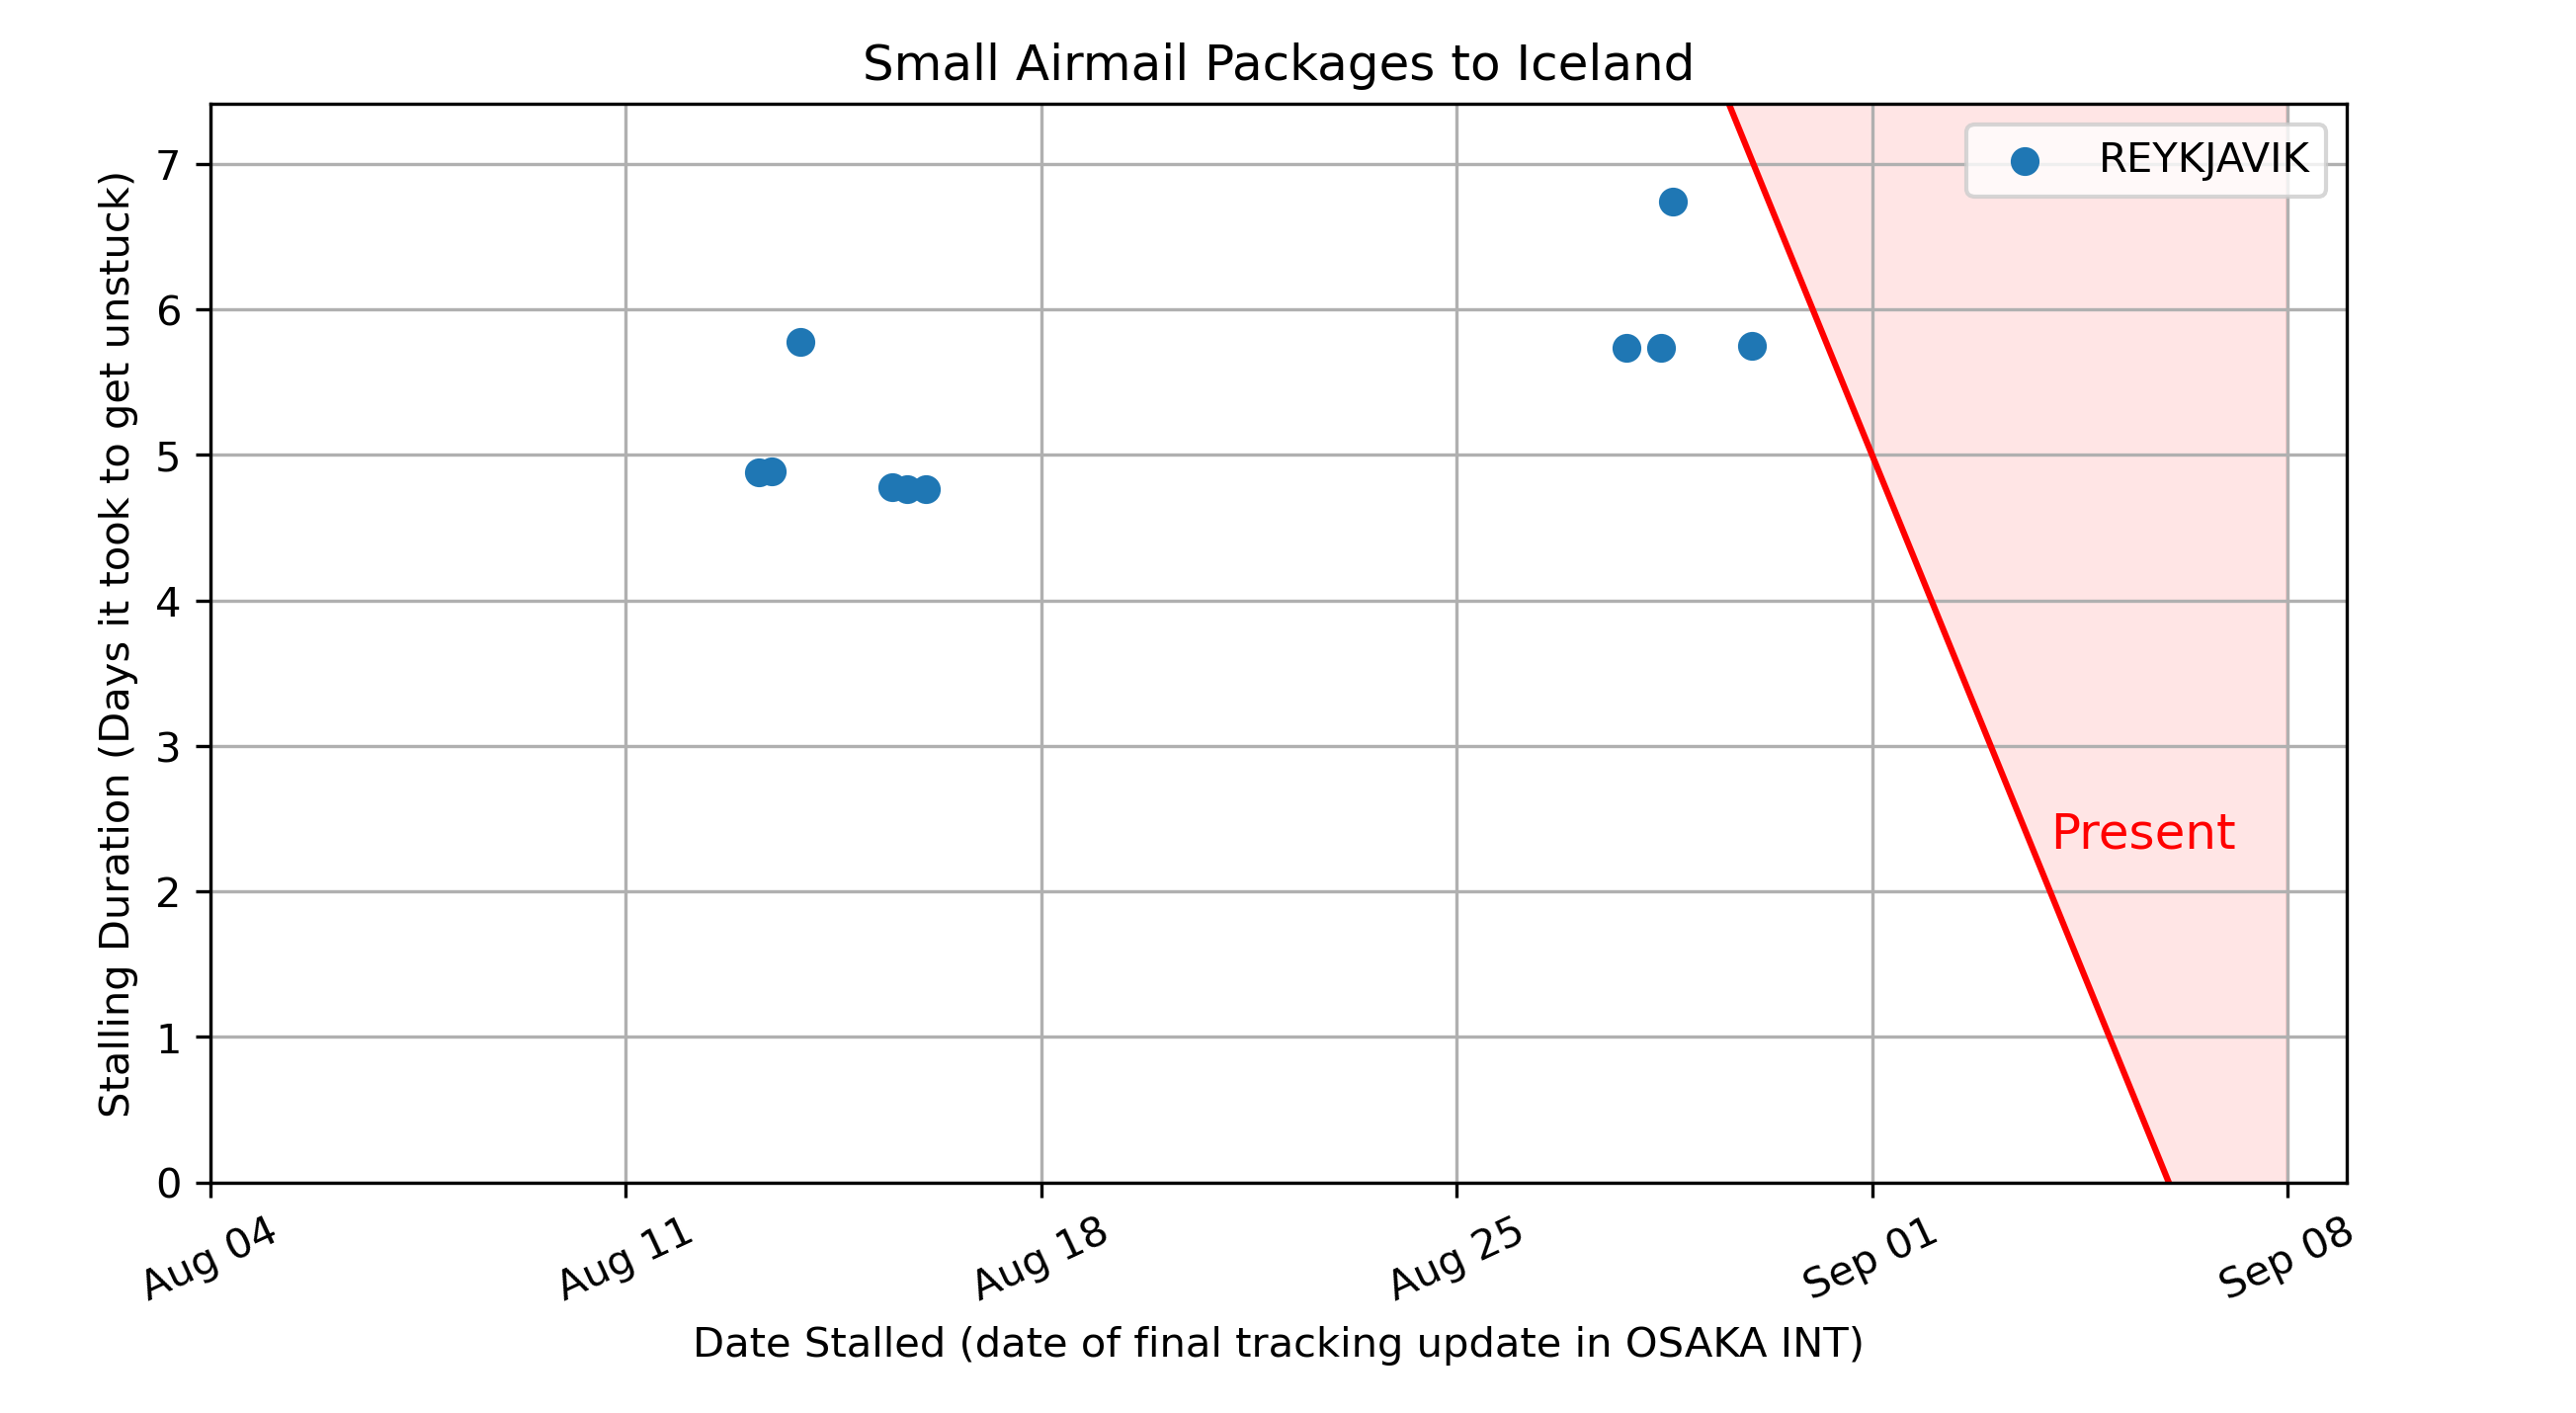 Small Airmail Packages to Iceland
REYKJAVIK
Stalling Duration (Days it took to get unstuck)
7
6
5
4
3
2
1
0
Present
Aug 04
Aug 11
Aug 18
Aug 25
Sep 01
Sep 08
Date Stalled (date of final tracking update in OSAKA INT)